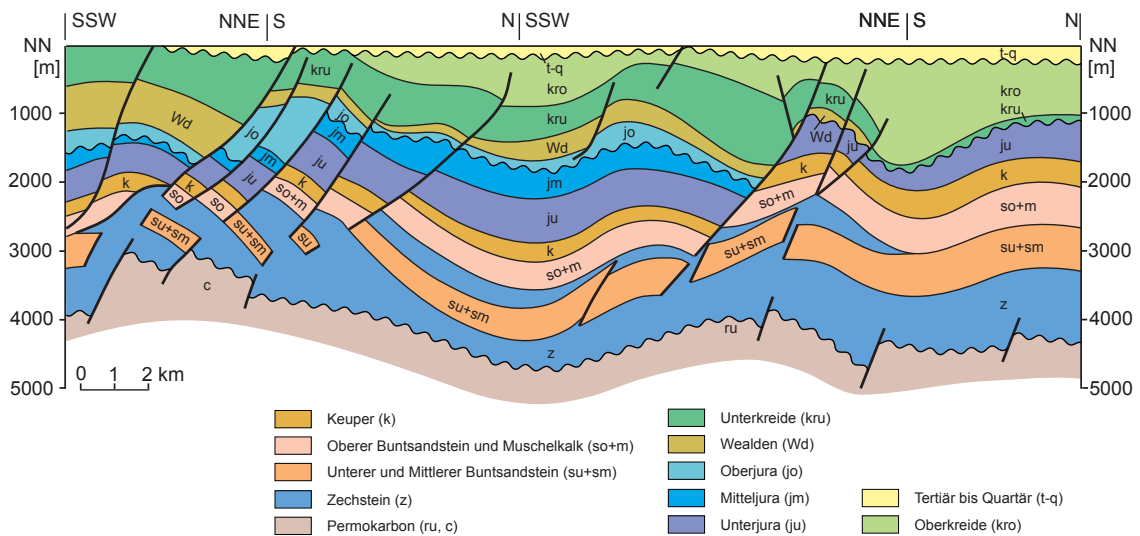 SSW NNE S N SSW NNE S N
NN
[m]
1000
2000
3000
4000
5000
NN
[m]
1000
2000
3000
4000
5000
t-q
t-q
kru
kro
kro
kru
kru
kru
Wd
jo
jo
Wd
jo
Wd
ju
ju
jm
jm
jm
ju
k
k
k
ju
ju
ju
k
k
so
so
so+m
so+m
so+m
k
so+m
su+sm
su+sm
su
su+sm
su+sm
su+sm
c
z
ru
z
0 1 2 km
Keuper (k)
Oberer Buntsandstein und Muschelkalk (so+m)
Unterer und Mittlerer Buntsandstein (su+sm)
Zechstein (z)
Permokarbon (ru, c)
Unterkreide (kru)
Wealden (Wd)
Oberjura (jo)
Mitteljura (jm)
Unterjura (ju)
Tertiär bis Quartär (t-q)
Oberkreide (kro)